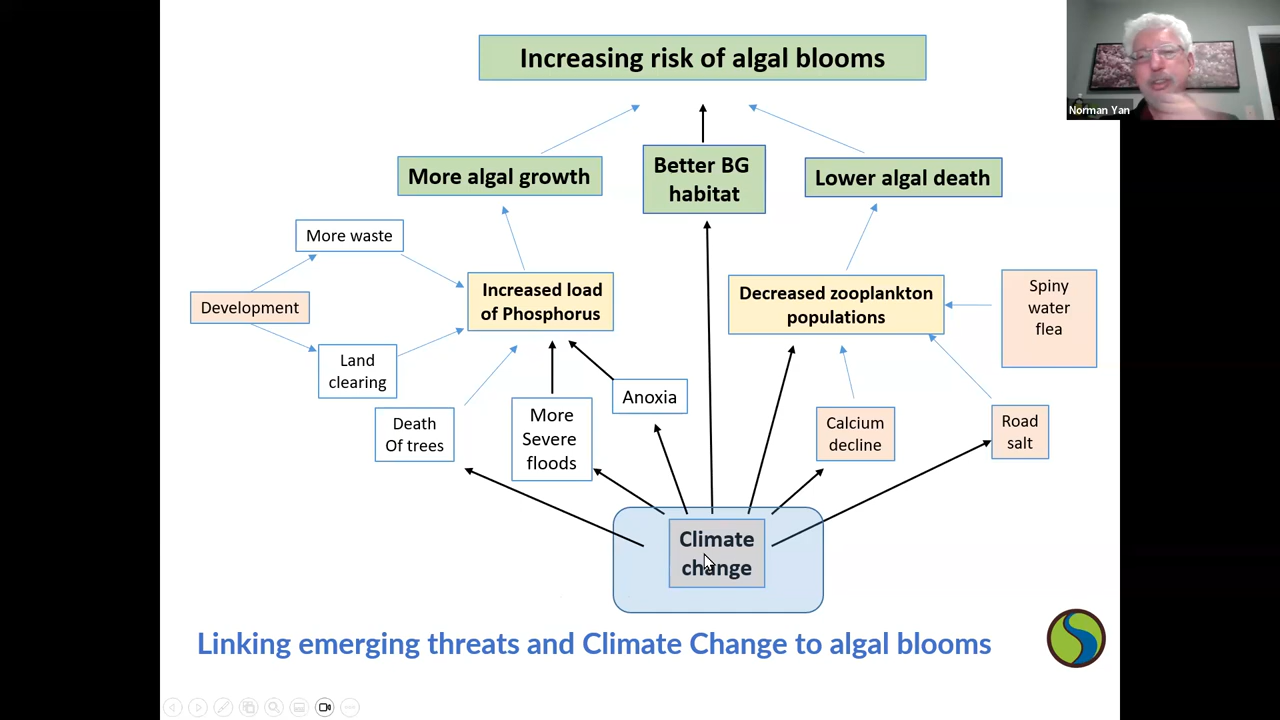 Increasing risk of algal blooms
Norman Yan
More algal growth
Better BG
habitat
Lower algal death
More waste
Development
Land
clearing
Increased load
of Phosphorus
Decreased zooplankton
populations
Spiny
water
flea
Death
Of trees
More
Severe
floods
Anoxia
Calcium
decline
Road
salt
Climate
change
Linking emerging threats and Climate Change to algal blooms